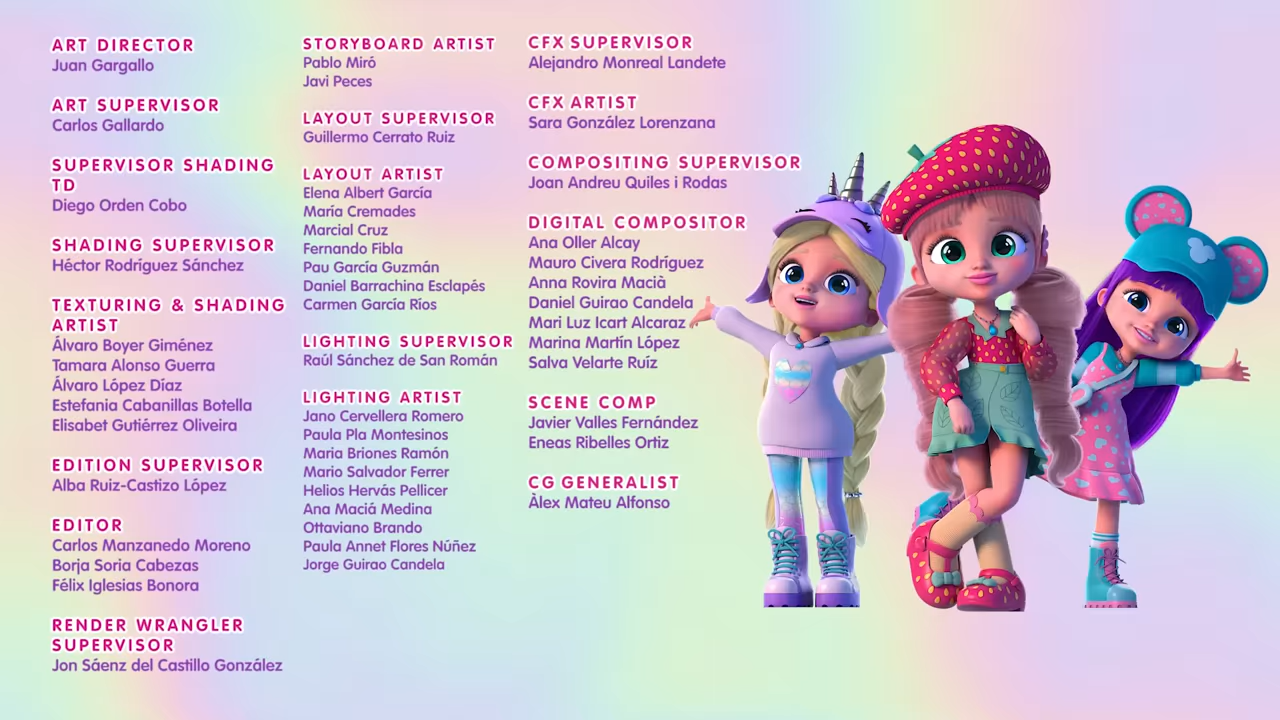 ART DIRECTOR
Juan Gargallo
ART SUPERVISOR
Carlos Gallardo
SUPERVISOR SHADING
TD
Diego Orden Cobo
SHADING SUPERVISOR
Héctor Rodríguez Sánchez
TEXTURING & SHADING
ARTIST
Álvaro Boyer Giménez
Tamara Alonso Guerra
Álvaro López Díaz
Estefania Cabanillas Botella
Elisabet Gutiérrez Oliveira
EDITION SUPERVISOR
Alba Ruiz-Castizo López
EDITOR
Carlos Manzanedo Moreno
Borja Soria Cabezas
Félix Iglesias Bonora
RENDER WRANGLER
SUPERVISOR
Jon Sáenz del Castillo González
STORYBOARD ARTIST
Pablo Miró
Javi Peces
LAYOUT SUPERVISOR
Guillermo Cerrato Ruiz
LAYOUT ARTIST
Elena Albert García
María Cremades
Marcial Cruz
Fernando Fibla
Pau García Guzmán
Daniel Barrachina Esclapés
Carmen García Ríos
LIGHTING SUPERVISOR
Raúl Sánchez de San Román
LIGHTING ARTIST
Jano Cervellera Romero
Paula Pla Montesinos
Maria Briones Ramón
Mario Salvador Ferrer
Helios Hervás Pellicer
Ana Maciá Medina
Ottaviano Brando
Paula Annet Flores Núñez
Jorge Guirao Candela
CFX SUPERVISOR
Alejandro Monreal Landete
CFX ARTIST
Sara González Lorenzana
COMPOSITING SUPERVISOR
Joan Andreu Quiles i Rodas
DIGITAL COMPOSITOR
Ana Oller Alcay
Mauro Civera Rodríguez
Anna Rovira Macià
Daniel Guirao Candela
Mari Luz Icart Alcaraz
Marina Martín López
Salva Velarte Ruíz
SCENE COMP
Javier Valles Fernández
Eneas Ribelles Ortiz
CG GENERALIST
Àlex Mateu Alfonso